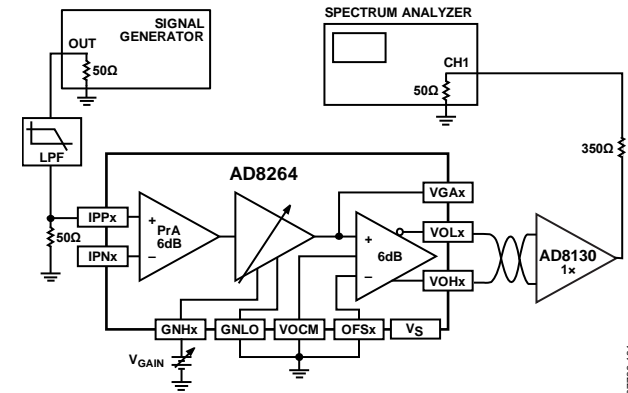 SIGNAL
GENERATOR
OUT
50Ω
SPECTRUM ANALYZER
CH1
50Ω
350Ω
LPF
AD8264
50Ω
IPPx
IPNx
+
PrA
6dB
–
+
6dB
–
VGAx
VOLx
VOHx
AD8130
1×
GNHx
GNLO
VOCM
OFSx
VS
VGAIN